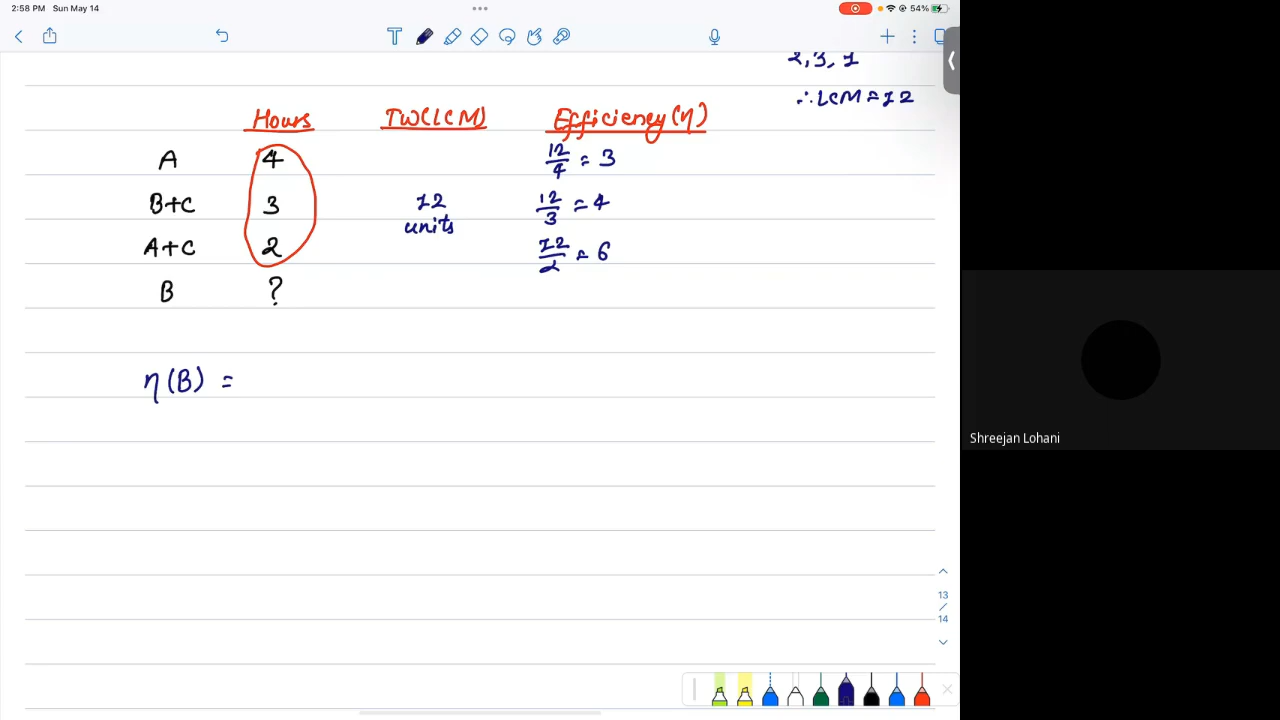 2:58 PM Sun May 14
54%
T
2, 3, 1
∴ LCM = 12
Hours TW(LCM) Efficiency(η)
A 4 12/4 = 3
B+C 3 12 units 12/3 = 4
A+C 2 12/2 = 6
B ?
η(B) =
Shreejan Lohani
13
/
14